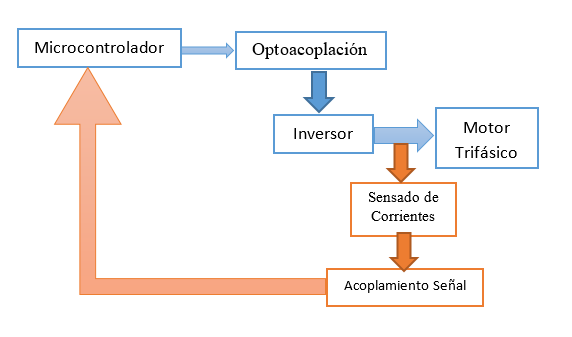 Microcontrolador
Optoacoplación
Inversor
Motor
Trifásico
Sensado de
Corrientes
Acoplamiento Señal